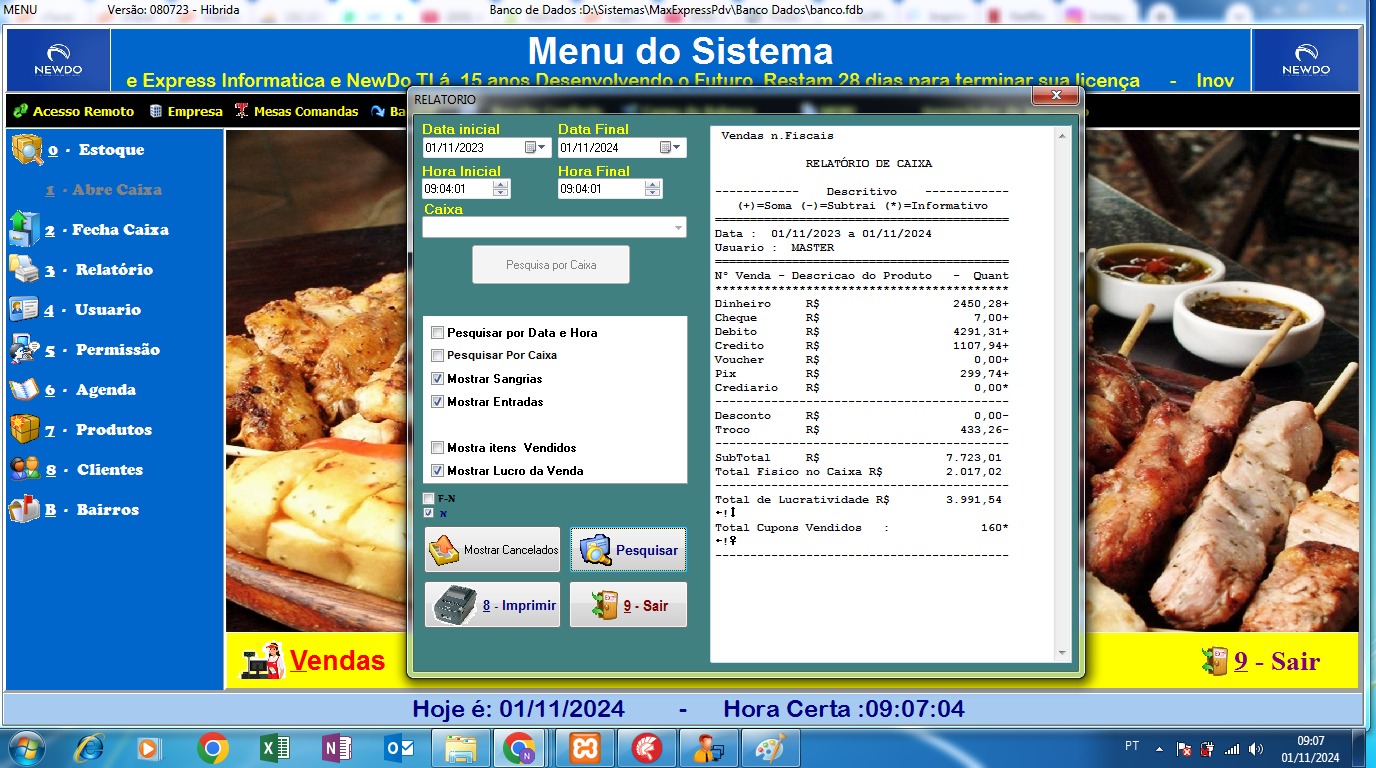 MENU Versão: 080723 - Hibrida Banco de Dados :D:\Sistemas\MaxExpressPdv\Banco Dados\banco.fdb
NEWDO
Menu do Sistema
NEWDO
e Express Informatica e NewDo TI á 15 anos Desenvolvendo o Futuro Restam 28 dias para terminar sua licença - Inov
Acesso Remoto Empresa Mesas Comandas Ba
0 - Estoque
1 - Abre Caixa
2 - Fecha Caixa
3 - Relatório
4 - Usuario
5 - Permissão
6 - Agenda
7 - Produtos
8 - Clientes
B - Bairros
RELATORIO
Data inicial Data Final
01/11/2023 01/11/2024
Hora Inicial Hora Final
09:04:01 09:04:01
Caixa
Pesquisa por Caixa
Pesquisar por Data e Hora
Pesquisar Por Caixa
Mostrar Sangrias
Mostrar Entradas
Mostra itens Vendidos
Mostrar Lucro da Venda
F-N
N
Mostrar Cancelados Pesquisar
8 - Imprimir 9 - Sair
Vendas n.Fiscais
RELATÓRIO DE CAIXA
------------ Descritivo ------------
(+)=Soma (-)=Subtrai (*)=Informativo
==========================================
Data : 01/11/2023 a 01/11/2024
Usuario : MASTER
==========================================
Nº Venda - Descricao do Produto - Quant
******************************************
Dinheiro R$ 2450,28+
Cheque R$ 7,00+
Debito R$ 4291,31+
Credito R$ 1107,94+
Voucher R$ 0,00+
Pix R$ 299,74+
Crediario R$ 0,00*
------------------------------------------
Desconto R$ 0,00-
Troco R$ 433,26-
------------------------------------------
SubTotal R$ 7.723,01
Total Fisico no Caixa R$ 2.017,02
------------------------------------------
Total de Lucratividade R$ 3.991,54
←!↕
Total Cupons Vendidos : 160*
←!♀
------------------------------------------
Vendas
9 - Sair
Hoje é: 01/11/2024 - Hora Certa :09:07:04
PT
09:07
01/11/2024